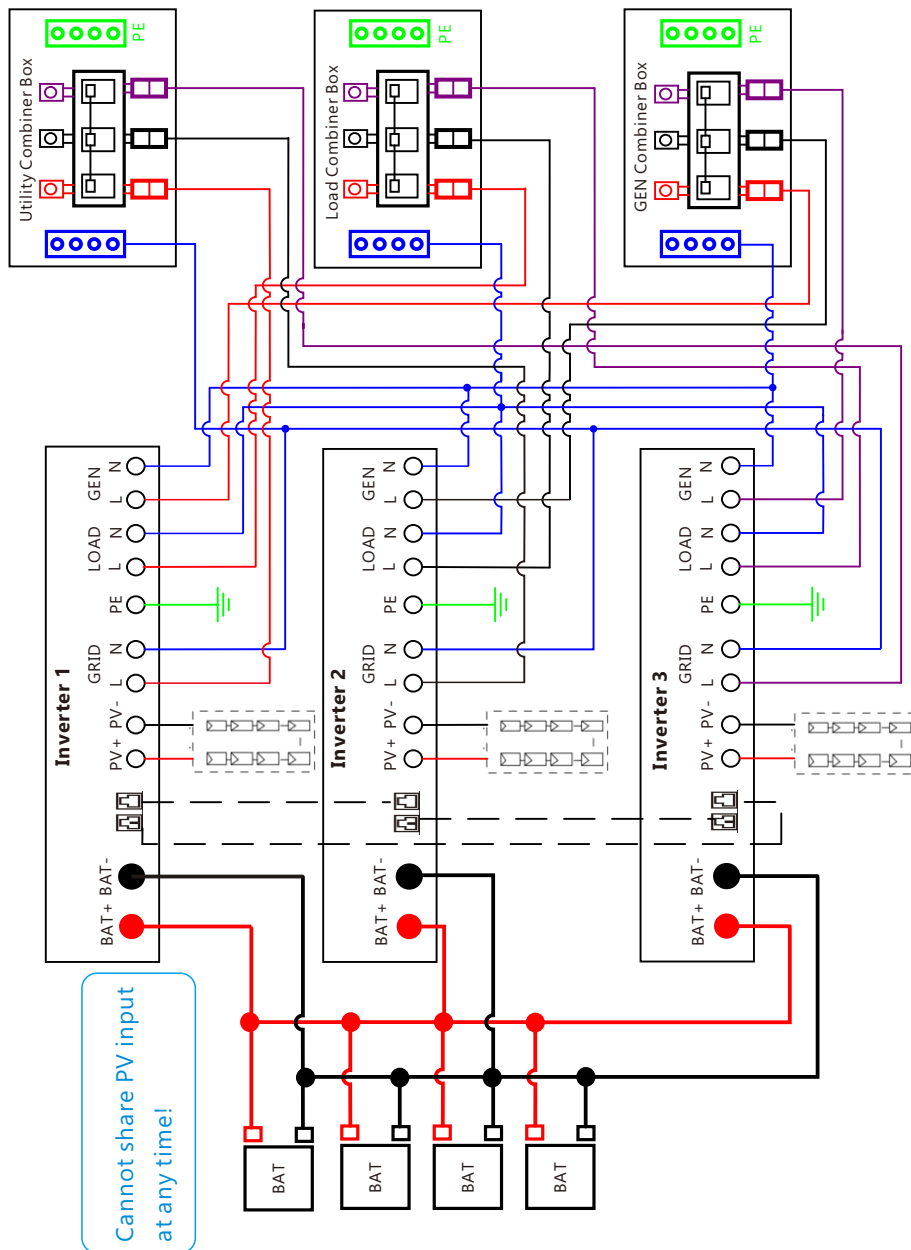 PE
Utility Combiner Box
PE
Load Combiner Box
PE
GEN Combiner Box
Inverter 1
GEN
N
L
LOAD
N
L
PE
GRID
N
L
PV-
PV+
BAT-
BAT+
Inverter 2
GEN
N
L
LOAD
N
L
PE
GRID
N
L
PV-
PV+
BAT-
BAT+
Inverter 3
GEN
N
L
LOAD
N
L
PE
GRID
N
L
PV-
PV+
BAT-
BAT+
Cannot share PV input
at any time!
BAT
BAT
BAT
BAT